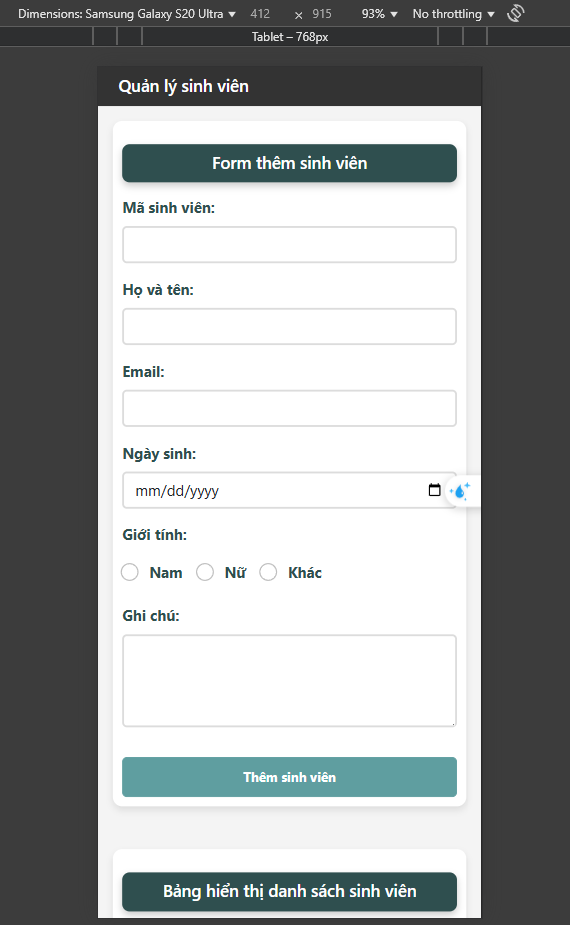 Dimensions: Samsung Galaxy S20 Ultra 412 × 915 93% No throttling
Tablet – 768px
Quản lý sinh viên
Form thêm sinh viên
Mã sinh viên:
Họ và tên:
Email:
Ngày sinh:
mm/dd/yyyy
Giới tính:
Nam Nữ Khác
Ghi chú:
Thêm sinh viên
Bảng hiển thị danh sách sinh viên